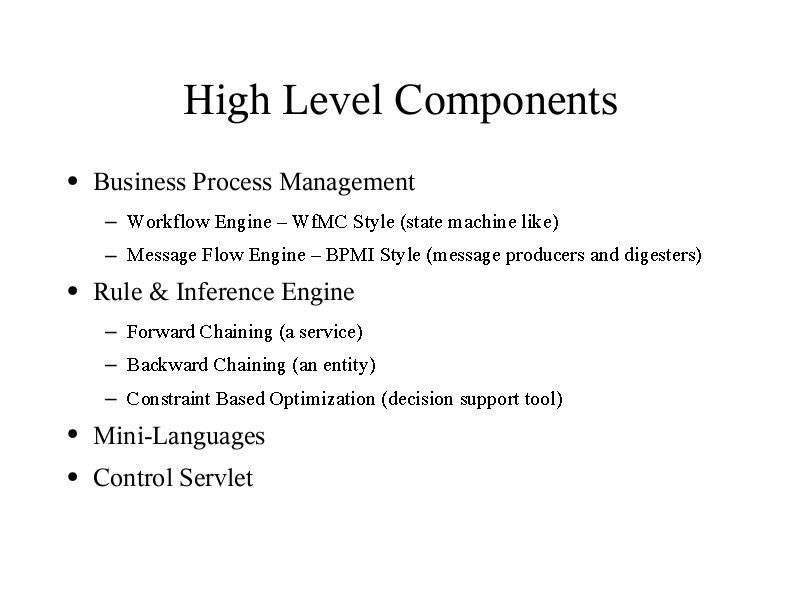 High Level Components
• Business Process Management
– Workflow Engine – WfMC Style (state machine like)
– Message Flow Engine – BPMI Style (message producers and digesters)
• Rule & Inference Engine
– Forward Chaining (a service)
– Backward Chaining (an entity)
– Constraint Based Optimization (decision support tool)
• Mini-Languages
• Control Servlet